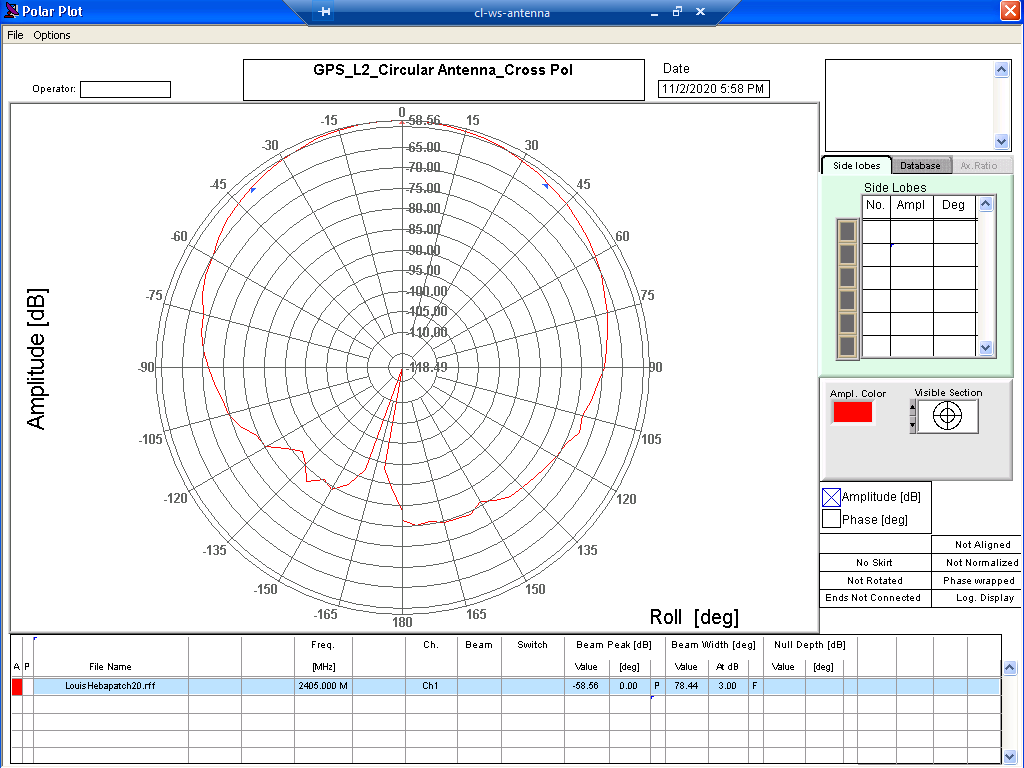 Polar Plot
cl-ws-antenna
File Options
Operator:
GPS_L2_Circular Antenna_Cross Pol
Date
11/2/2020 5:58 PM
0
-15
-58.56
15
-30
30
-65.00
-70.00
-45
-75.00
45
-80.00
-60
-85.00
60
-90.00
-95.00
-75
-100.00
75
-105.00
-110.00
-90
-118.49
90
-105
105
-120
120
-135
135
-150
150
-165
165
180
Amplitude [dB]
Roll [deg]
Side lobes Database Ax.Ratio
Side Lobes
No. Ampl Deg
Ampl. Color
Visible Section
Amplitude [dB]
Phase [deg]
Not Aligned
No Skirt Not Normalized
Not Rotated Phase wrapped
Ends Not Connected Log. Display
Freq. Ch. Beam Switch Beam Peak [dB] Beam Width [deg] Null Depth [dB]
A P File Name [MHz] Value [deg] Value At dB Value [deg]
LouisHebapatch20.rff 2405.000 M Ch1 -58.56 0.00 P 78.44 3.00 F